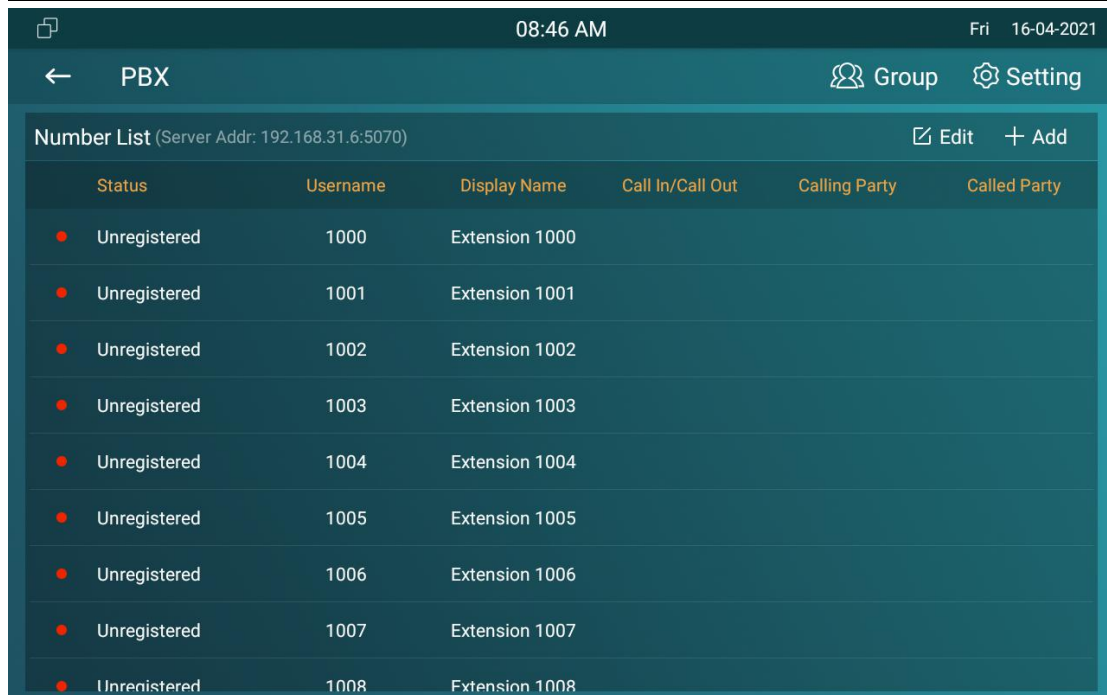 08:46 AM Fri 16-04-2021
PBX Group Setting
Number List (Server Addr: 192.168.31.6:5070) Edit Add
Status Username Display Name Call In/Call Out Calling Party Called Party
Unregistered 1000 Extension 1000
Unregistered 1001 Extension 1001
Unregistered 1002 Extension 1002
Unregistered 1003 Extension 1003
Unregistered 1004 Extension 1004
Unregistered 1005 Extension 1005
Unregistered 1006 Extension 1006
Unregistered 1007 Extension 1007
Unregistered 1008 Extension 1008